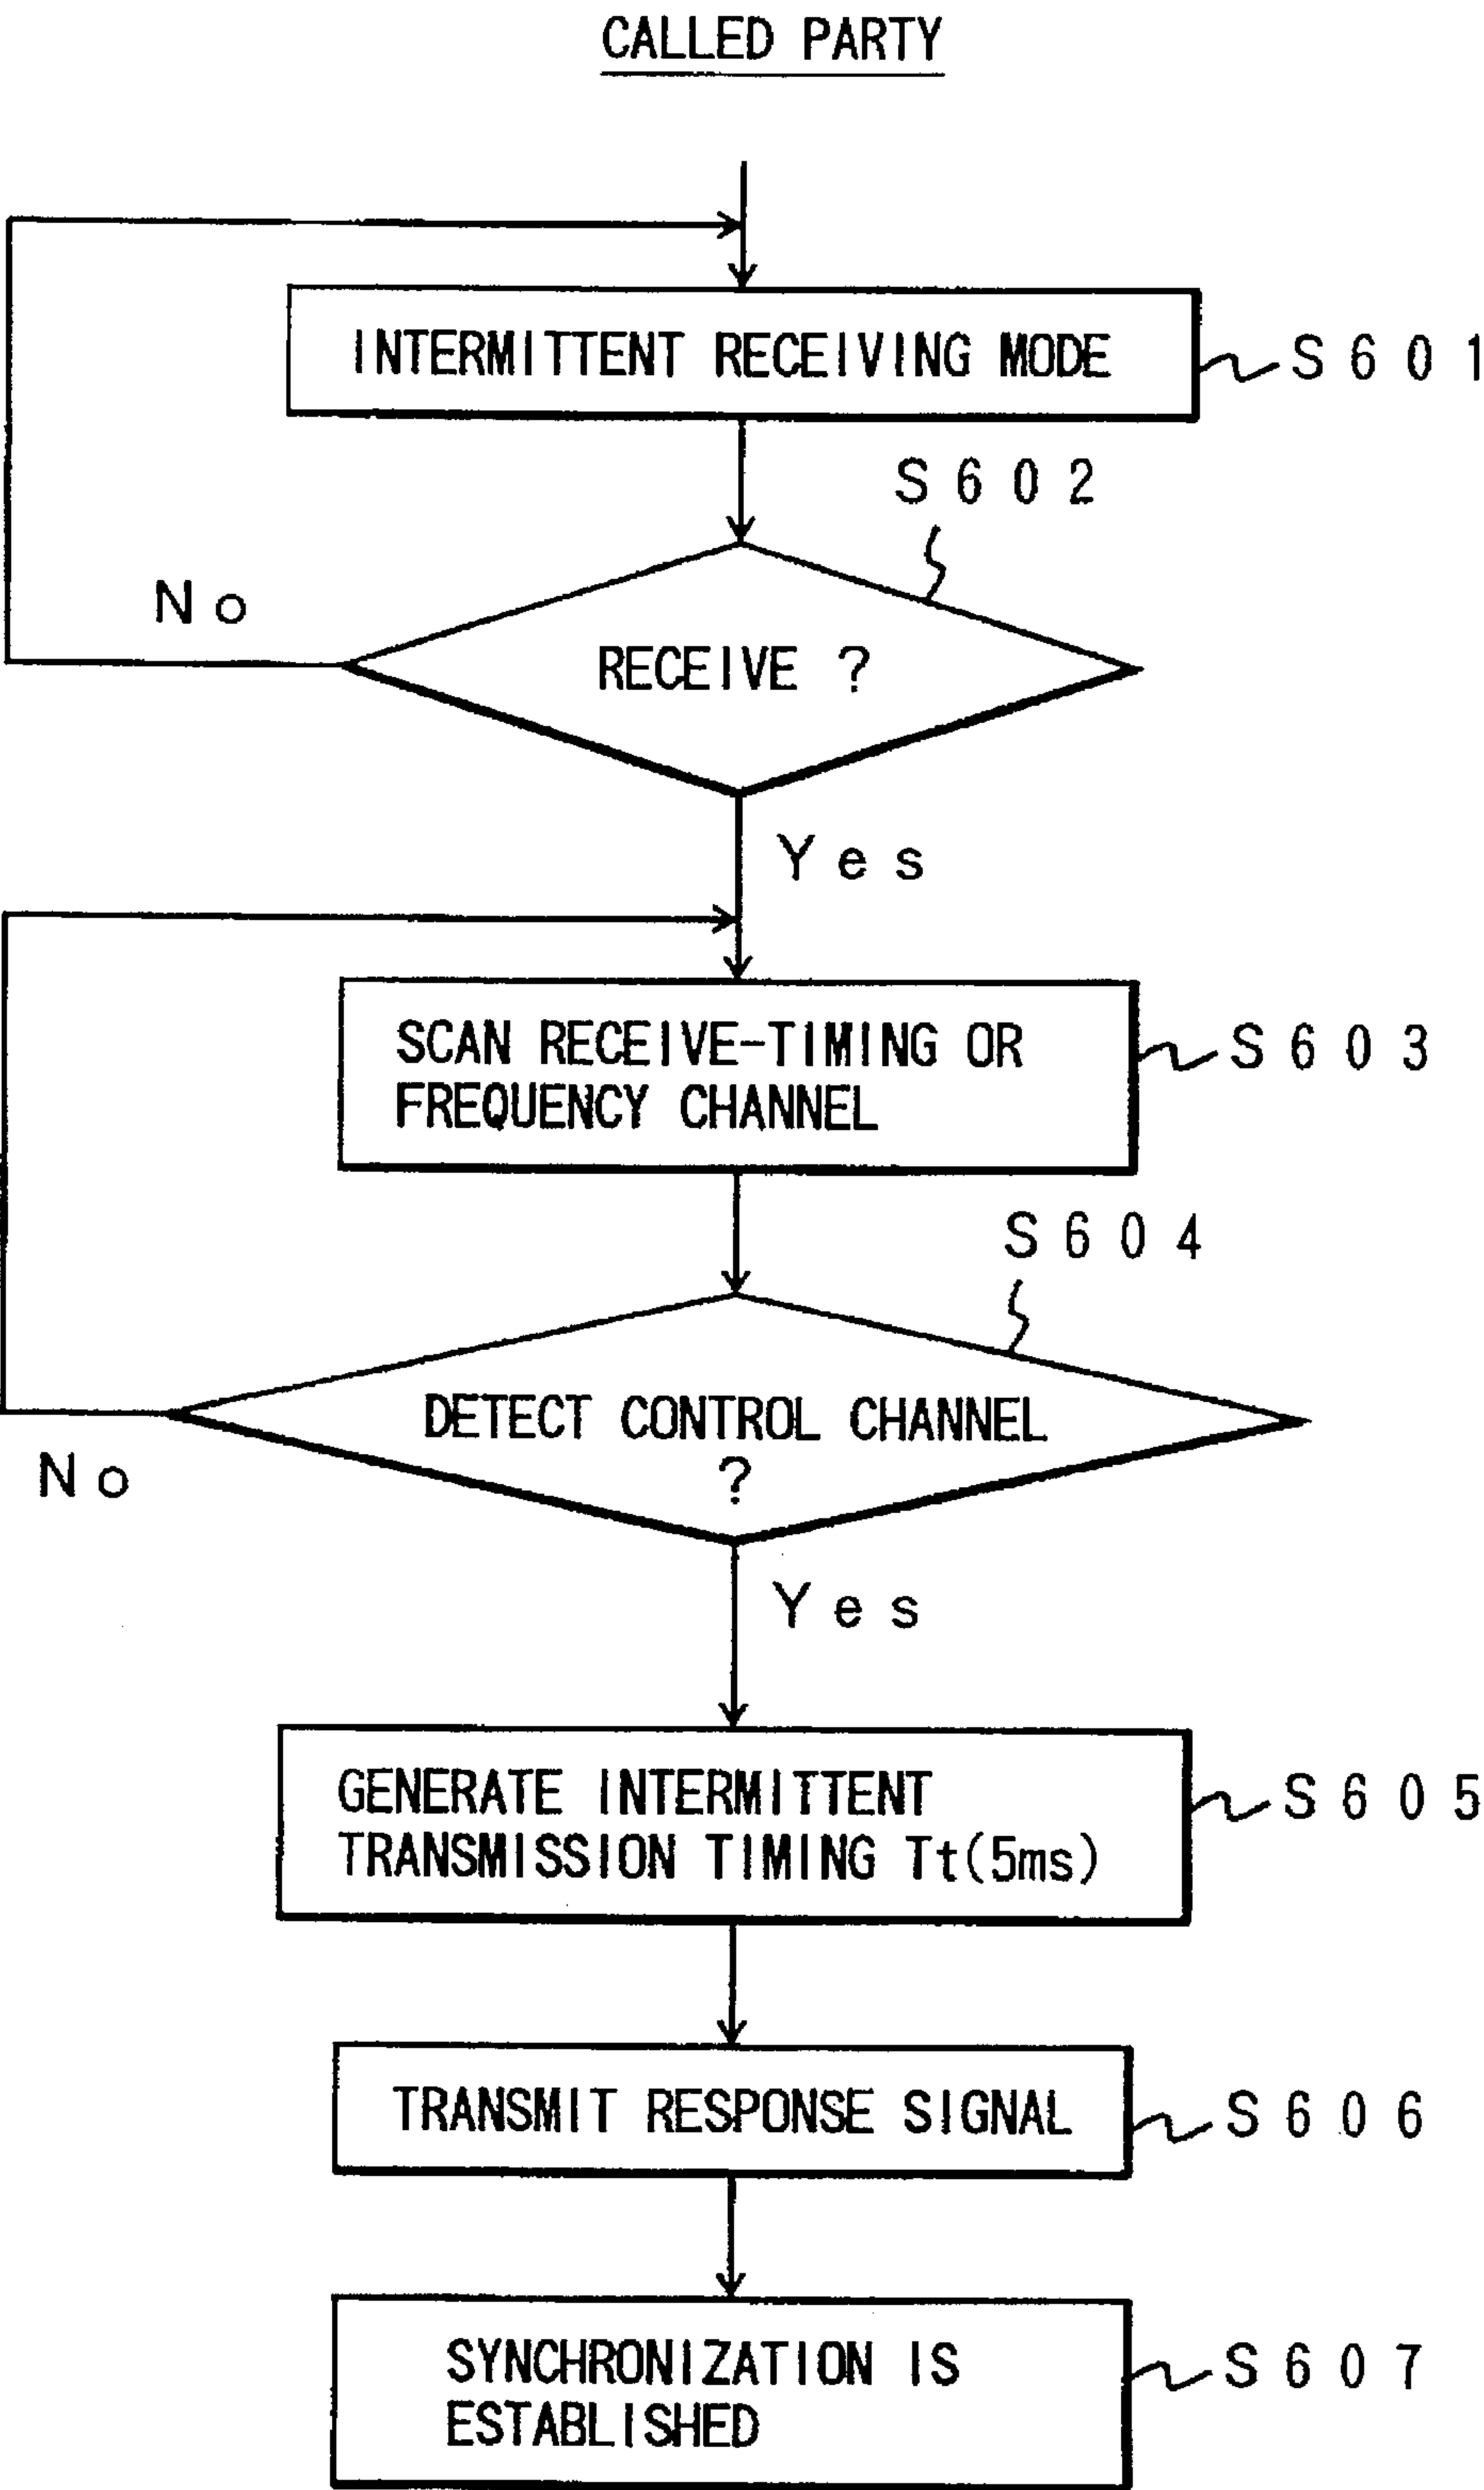 CALLED PARTY
INTERMITTENT RECEIVING MODE
S601
S602
No
RECEIVE ?
Yes
SCAN RECEIVE-TIMING OR
FREQUENCY CHANNEL
S603
S604
DETECT CONTROL CHANNEL
?
No
Yes
GENERATE INTERMITTENT
TRANSMISSION TIMING Tt(5ms)
S605
TRANSMIT RESPONSE SIGNAL
S606
SYNCHRONIZATION IS
ESTABLISHED
S607